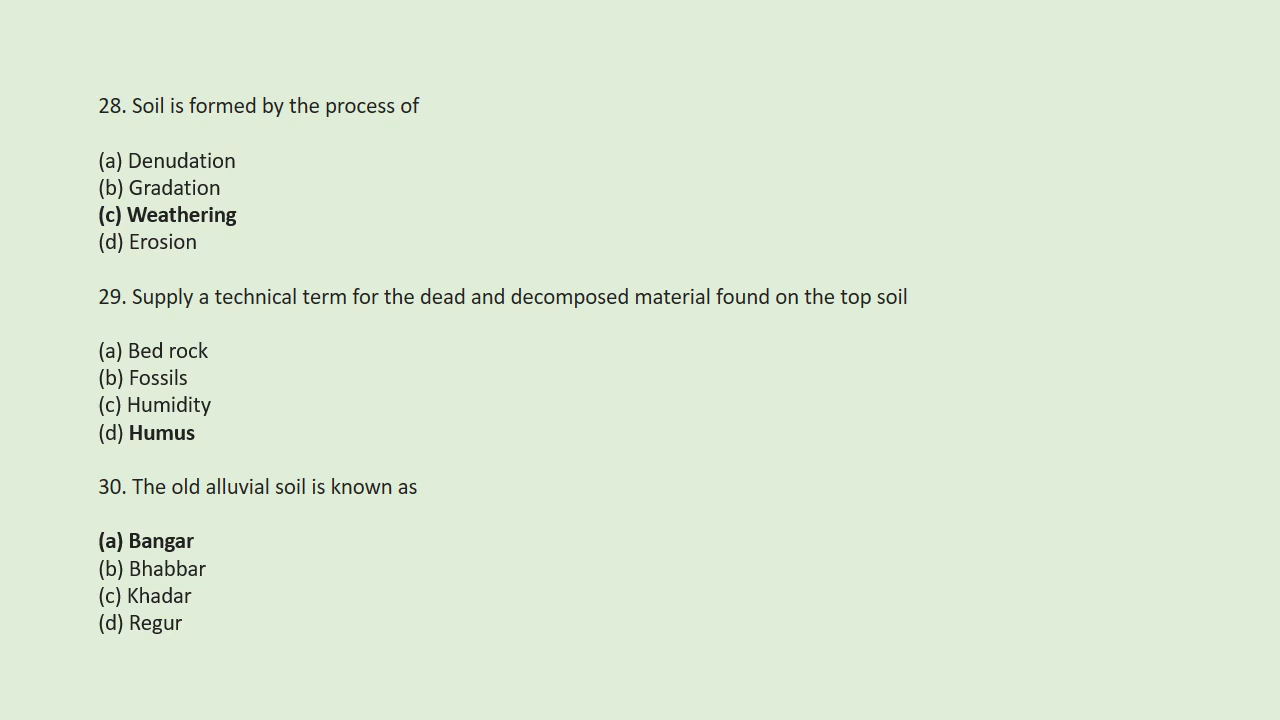 28. Soil is formed by the process of
(a) Denudation
(b) Gradation
(c) Weathering
(d) Erosion
29. Supply a technical term for the dead and decomposed material found on the top soil
(a) Bed rock
(b) Fossils
(c) Humidity
(d) Humus
30. The old alluvial soil is known as
(a) Bangar
(b) Bhabbar
(c) Khadar
(d) Regur